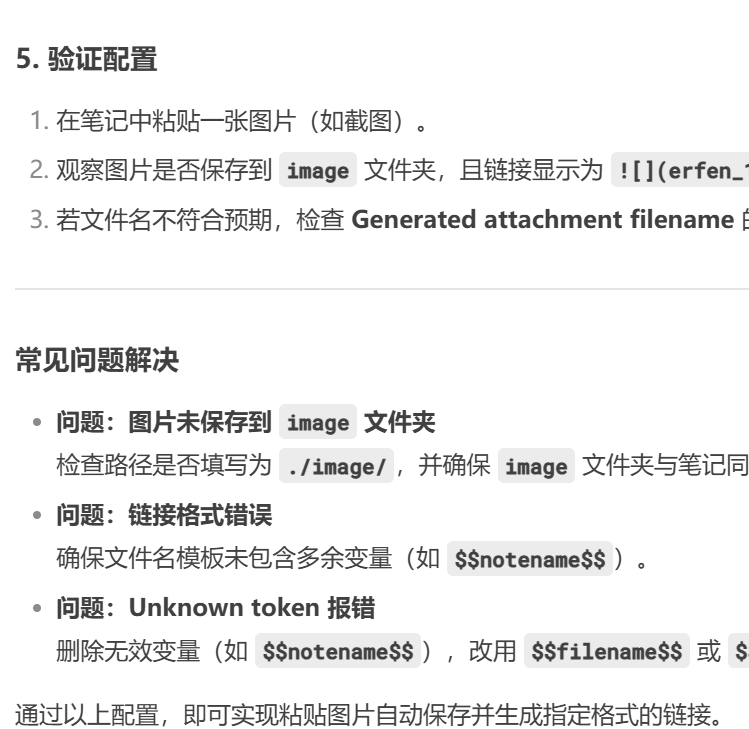 5. 验证配置
1. 在笔记中粘贴一张图片（如截图）。
2. 观察图片是否保存到 image 文件夹，且链接显示为 ![](erfen_
3. 若文件名不符合预期，检查 Generated attachment filename
常见问题解决
• 问题：图片未保存到 image 文件夹
检查路径是否填写为 ./image/，并确保 image 文件夹与笔记同
• 问题：链接格式错误
确保文件名模板未包含多余变量（如 $$notename$$）。
• 问题：Unknown token 报错
删除无效变量（如 $$notename$$），改用 $$filename$$ 或 $
通过以上配置，即可实现粘贴图片自动保存并生成指定格式的链接。